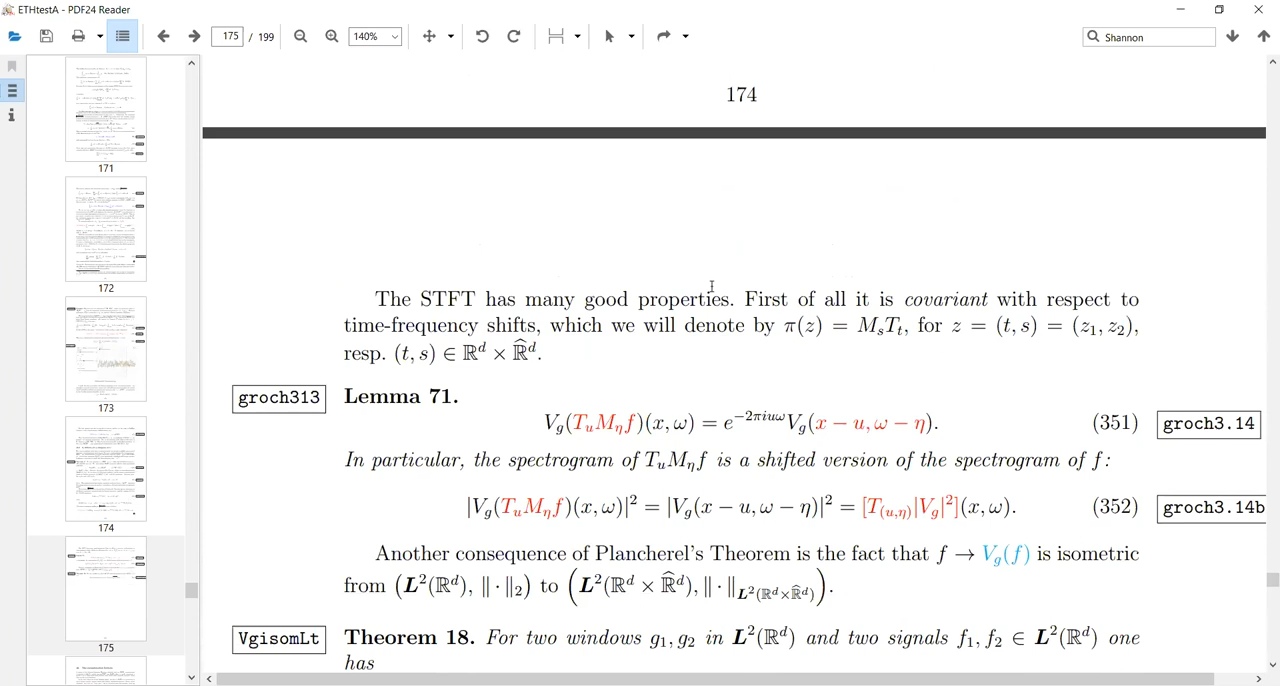 ETHtestA - PDF24 Reader
175 / 199
140%
Shannon
171
172
173
174
175
174
The STFT has many good properties. First of all it is covariant with respect to
time-frequency shifts, which we will denote by π(z) = M_sT_t, for z = (t, s) = (z_1, z_2),
resp. (t, s) ∈ ℝ^d × ℝ̂^d.
groch313
Lemma 71.
V_g(T_uM_ηf)(x, ω) = e^{−2πiuω}V_g(x − u, ω − η). (351)
groch3.14
In particular, the spectrogram of T_uM_ηf is a shifted version of the spectrogram of f:
|V_g(T_uM_ηf)(x, ω)|^2 = |V_g(x − u, ω − η)|^2 = [T_{(u,η)}|V_g|^2](x, ω). (352)
groch3.14b
Another consequence of Plancherel's Theorem is the fact that f → V_g(f) is isometric
from (L^2(ℝ^d), ‖ · ‖_2) to (L^2(ℝ^d × ℝ̂^d), ‖ · ‖_{L^2(ℝ^d×ℝ̂^d)}).
VgisomLt
Theorem 18. For two windows g_1, g_2 in L^2(ℝ^d) and two signals f_1, f_2 ∈ L^2(ℝ^d) one
has